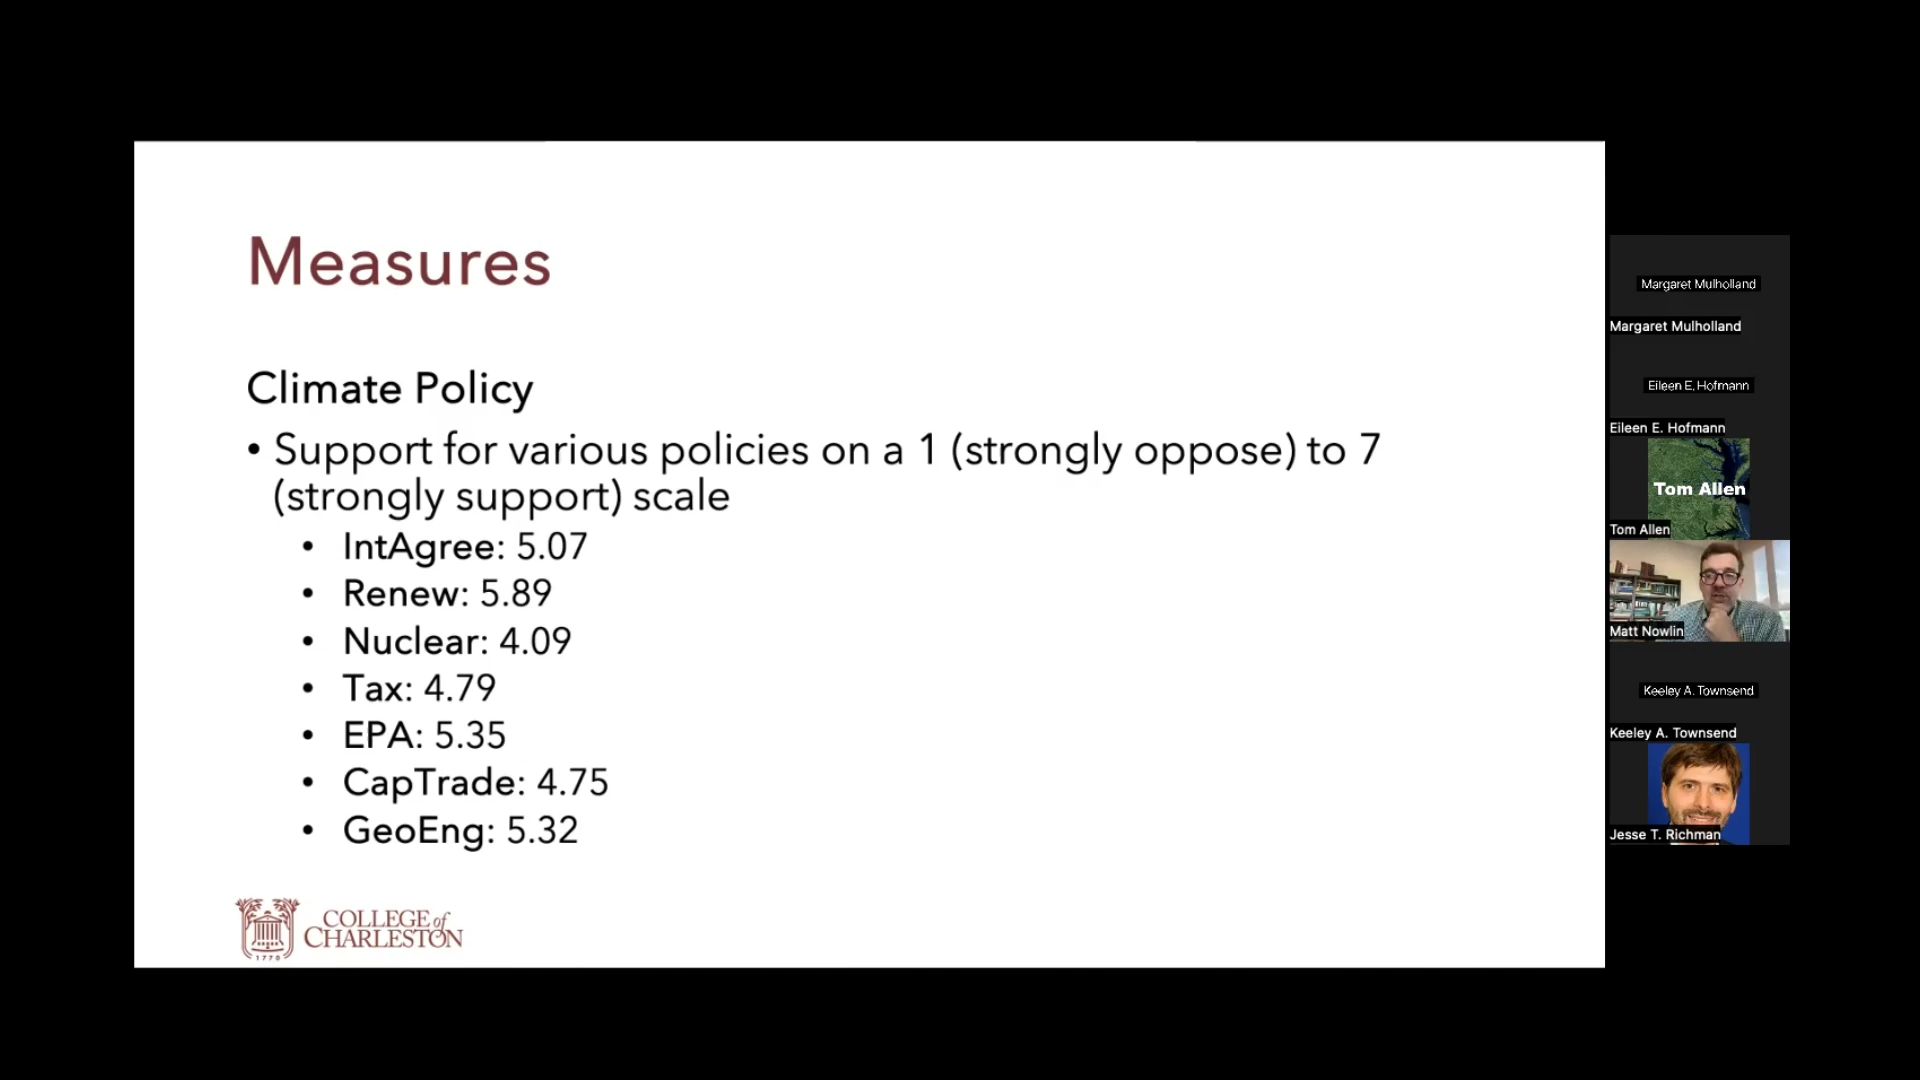 Measures
Climate Policy
• Support for various policies on a 1 (strongly oppose) to 7
(strongly support) scale
• IntAgree: 5.07
• Renew: 5.89
• Nuclear: 4.09
• Tax: 4.79
• EPA: 5.35
• CapTrade: 4.75
• GeoEng: 5.32
COLLEGE of
CHARLESTON
1770
Margaret Mulholland
Margaret Mulholland
Eileen E. Hofmann
Eileen E. Hofmann
Tom Allen
Tom Allen
Matt Nowlin
Keeley A. Townsend
Keeley A. Townsend
Jesse T. Richman